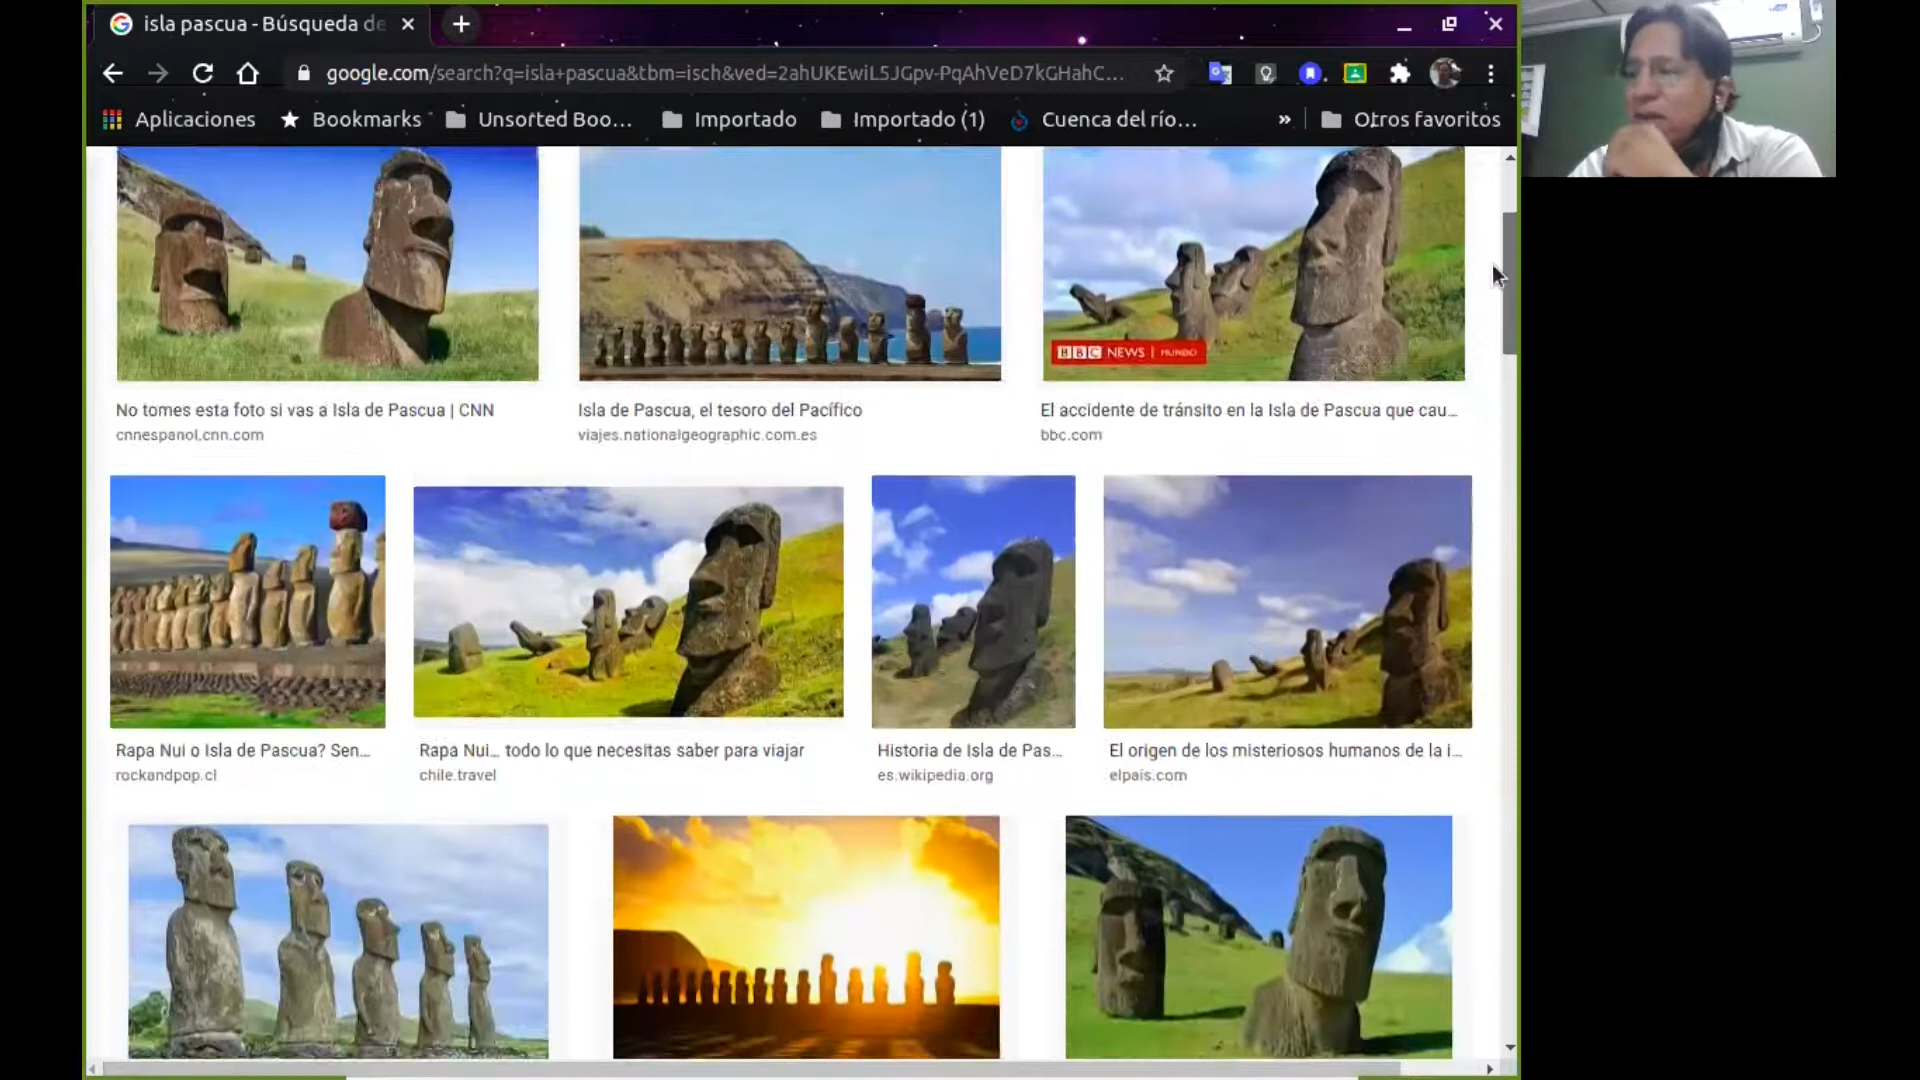 isla pascua - Búsqueda de
google.com/search?q=isla+pascua&tbm=isch&ved=2ahUKEwiL5JGpv-PqAhVeD7kGHahC...
Aplicaciones
Bookmarks
Unsorted Boo...
Importado
Importado (1)
Cuenca del río...
»
Otros favoritos
BBC NEWS | MUNDO
No tomes esta foto si vas a Isla de Pascua | CNN
cnnespanol.cnn.com
Isla de Pascua, el tesoro del Pacífico
viajes.nationalgeographic.com.es
El accidente de tránsito en la Isla de Pascua que cau...
bbc.com
Rapa Nui o Isla de Pascua? Sen...
rockandpop.cl
Rapa Nui... todo lo que necesitas saber para viajar
chile.travel
Historia de Isla de Pas...
es.wikipedia.org
El origen de los misteriosos humanos de la i...
elpais.com